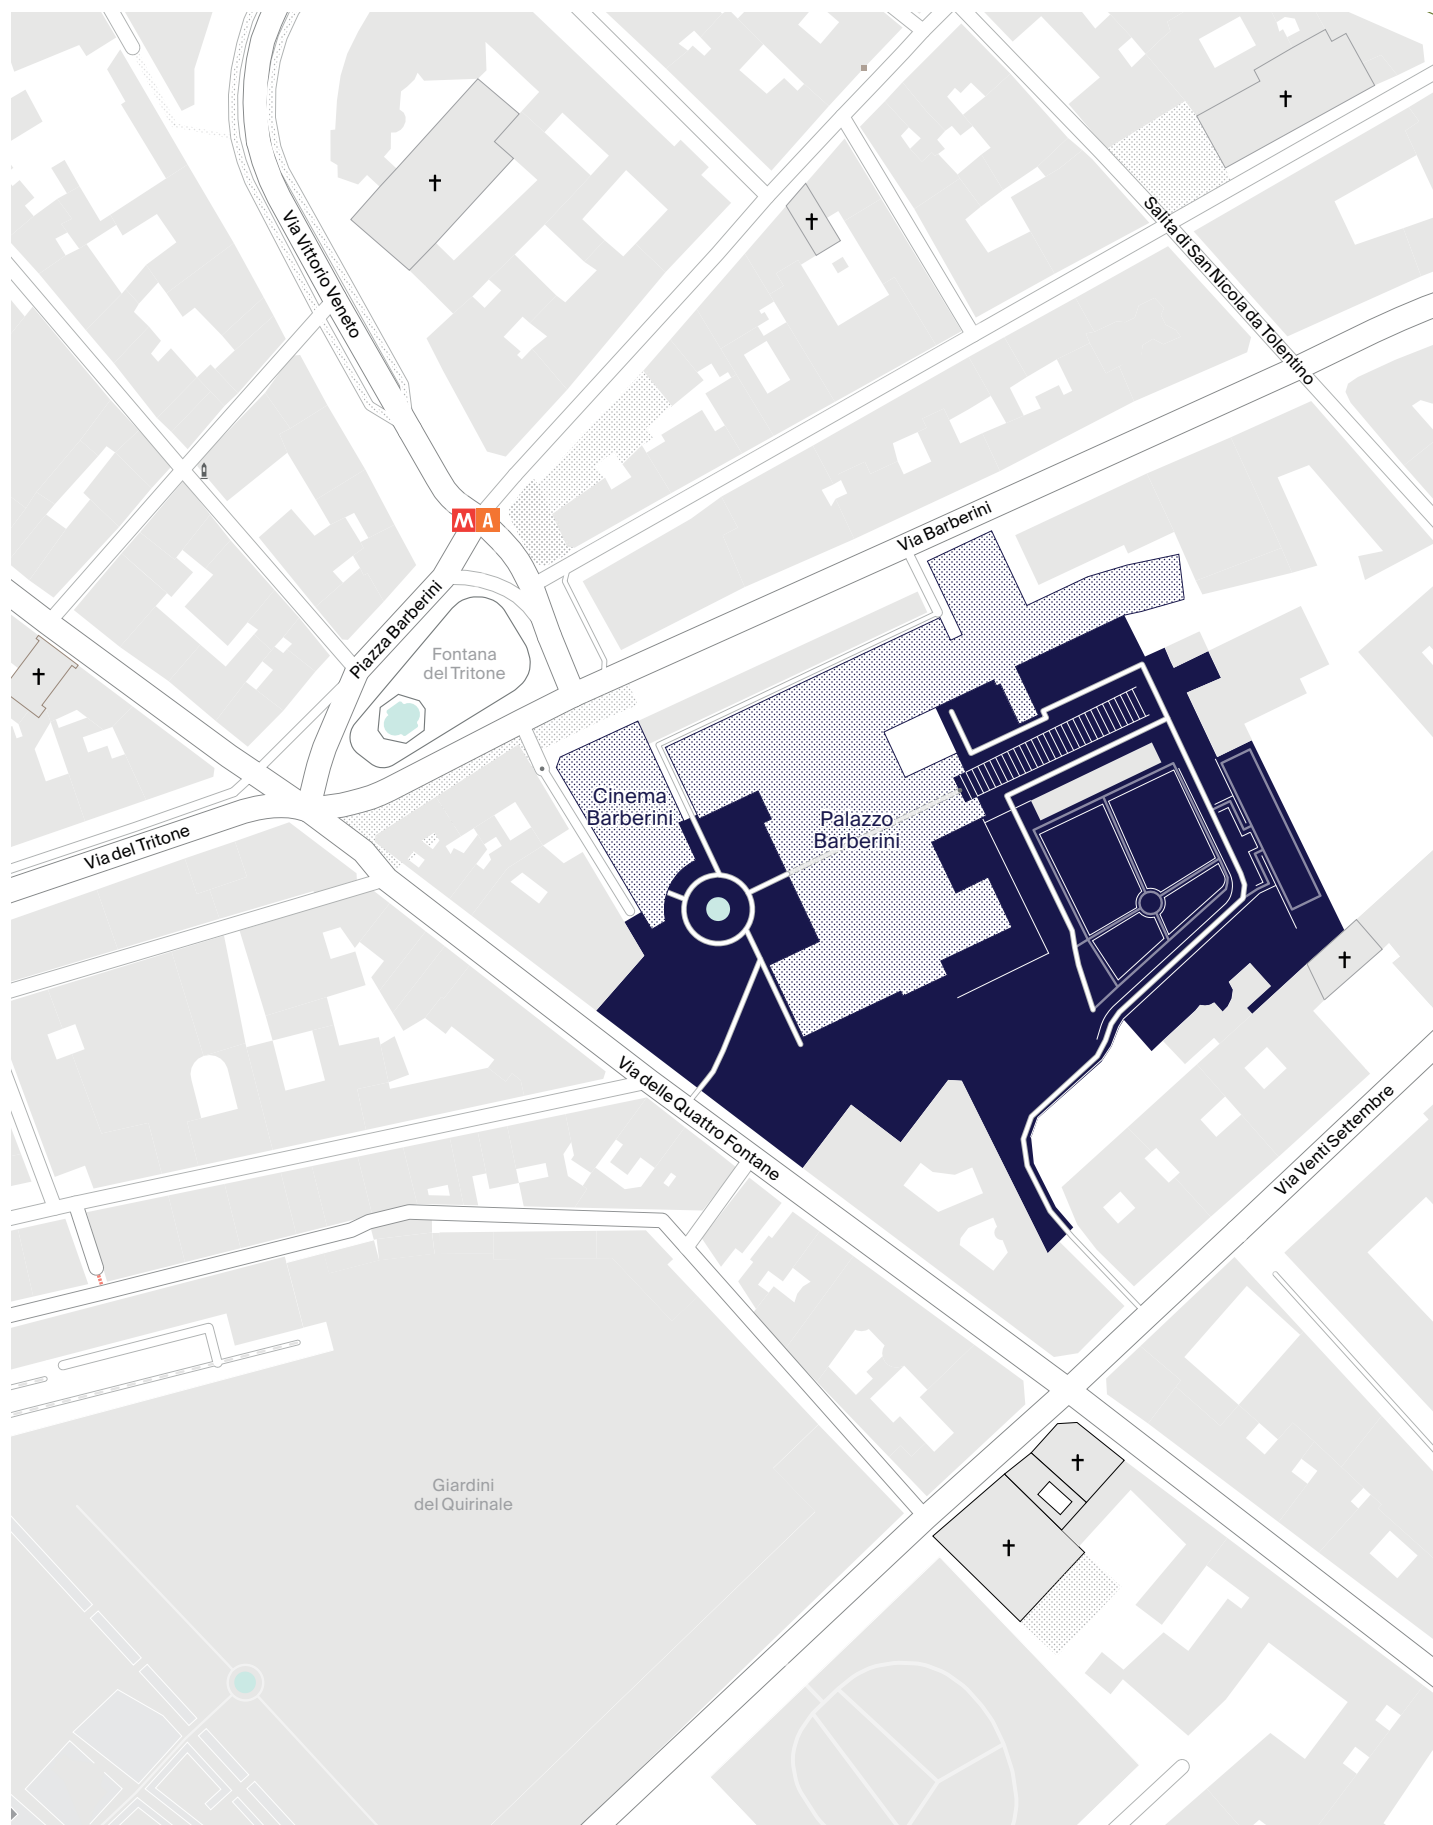 Via Vittorio Veneto
Salita di San Nicola da Tolentino
M A
Via Barberini
Piazza Barberini
Fontana
del Tritone
Cinema
Barberini
Palazzo
Barberini
Via del Tritone
Via delle Quattro Fontane
Via Venti Settembre
Giardini
del Quirinale